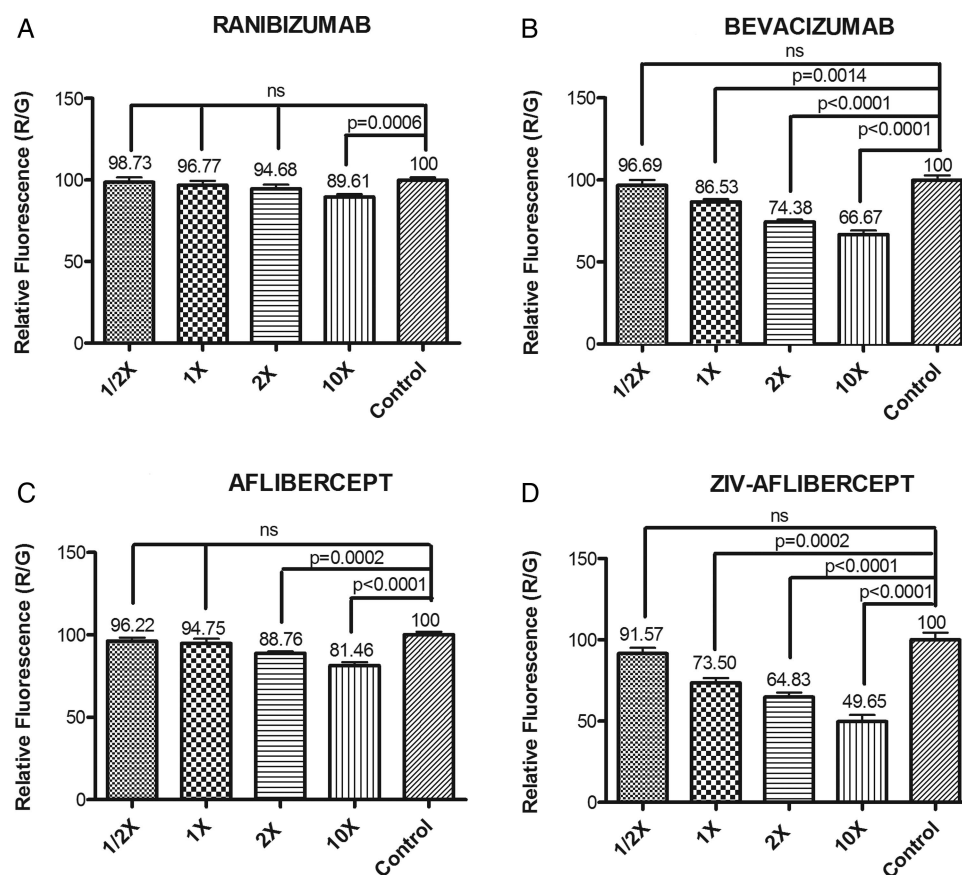 A
RANIBIZUMAB
ns
p=0.0006
150
100
50
0
Relative Fluorescence (R/G)
98.73
96.77
94.68
89.61
100
1/2X
1X
2X
10X
Control
B
BEVACIZUMAB
ns
p=0.0014
p<0.0001
p<0.0001
150
100
50
0
Relative Fluorescence (R/G)
96.69
86.53
74.38
66.67
100
1/2X
1X
2X
10X
Control
C
AFLIBERCEPT
ns
p=0.0002
p<0.0001
150
100
50
0
Relative Fluorescence (R/G)
96.22
94.75
88.76
81.46
100
1/2X
1X
2X
10X
Control
D
ZIV-AFLIBERCEPT
ns
p=0.0002
p<0.0001
p<0.0001
150
100
50
0
Relative Fluorescence (R/G)
91.57
73.50
64.83
49.65
100
1/2X
1X
2X
10X
Control